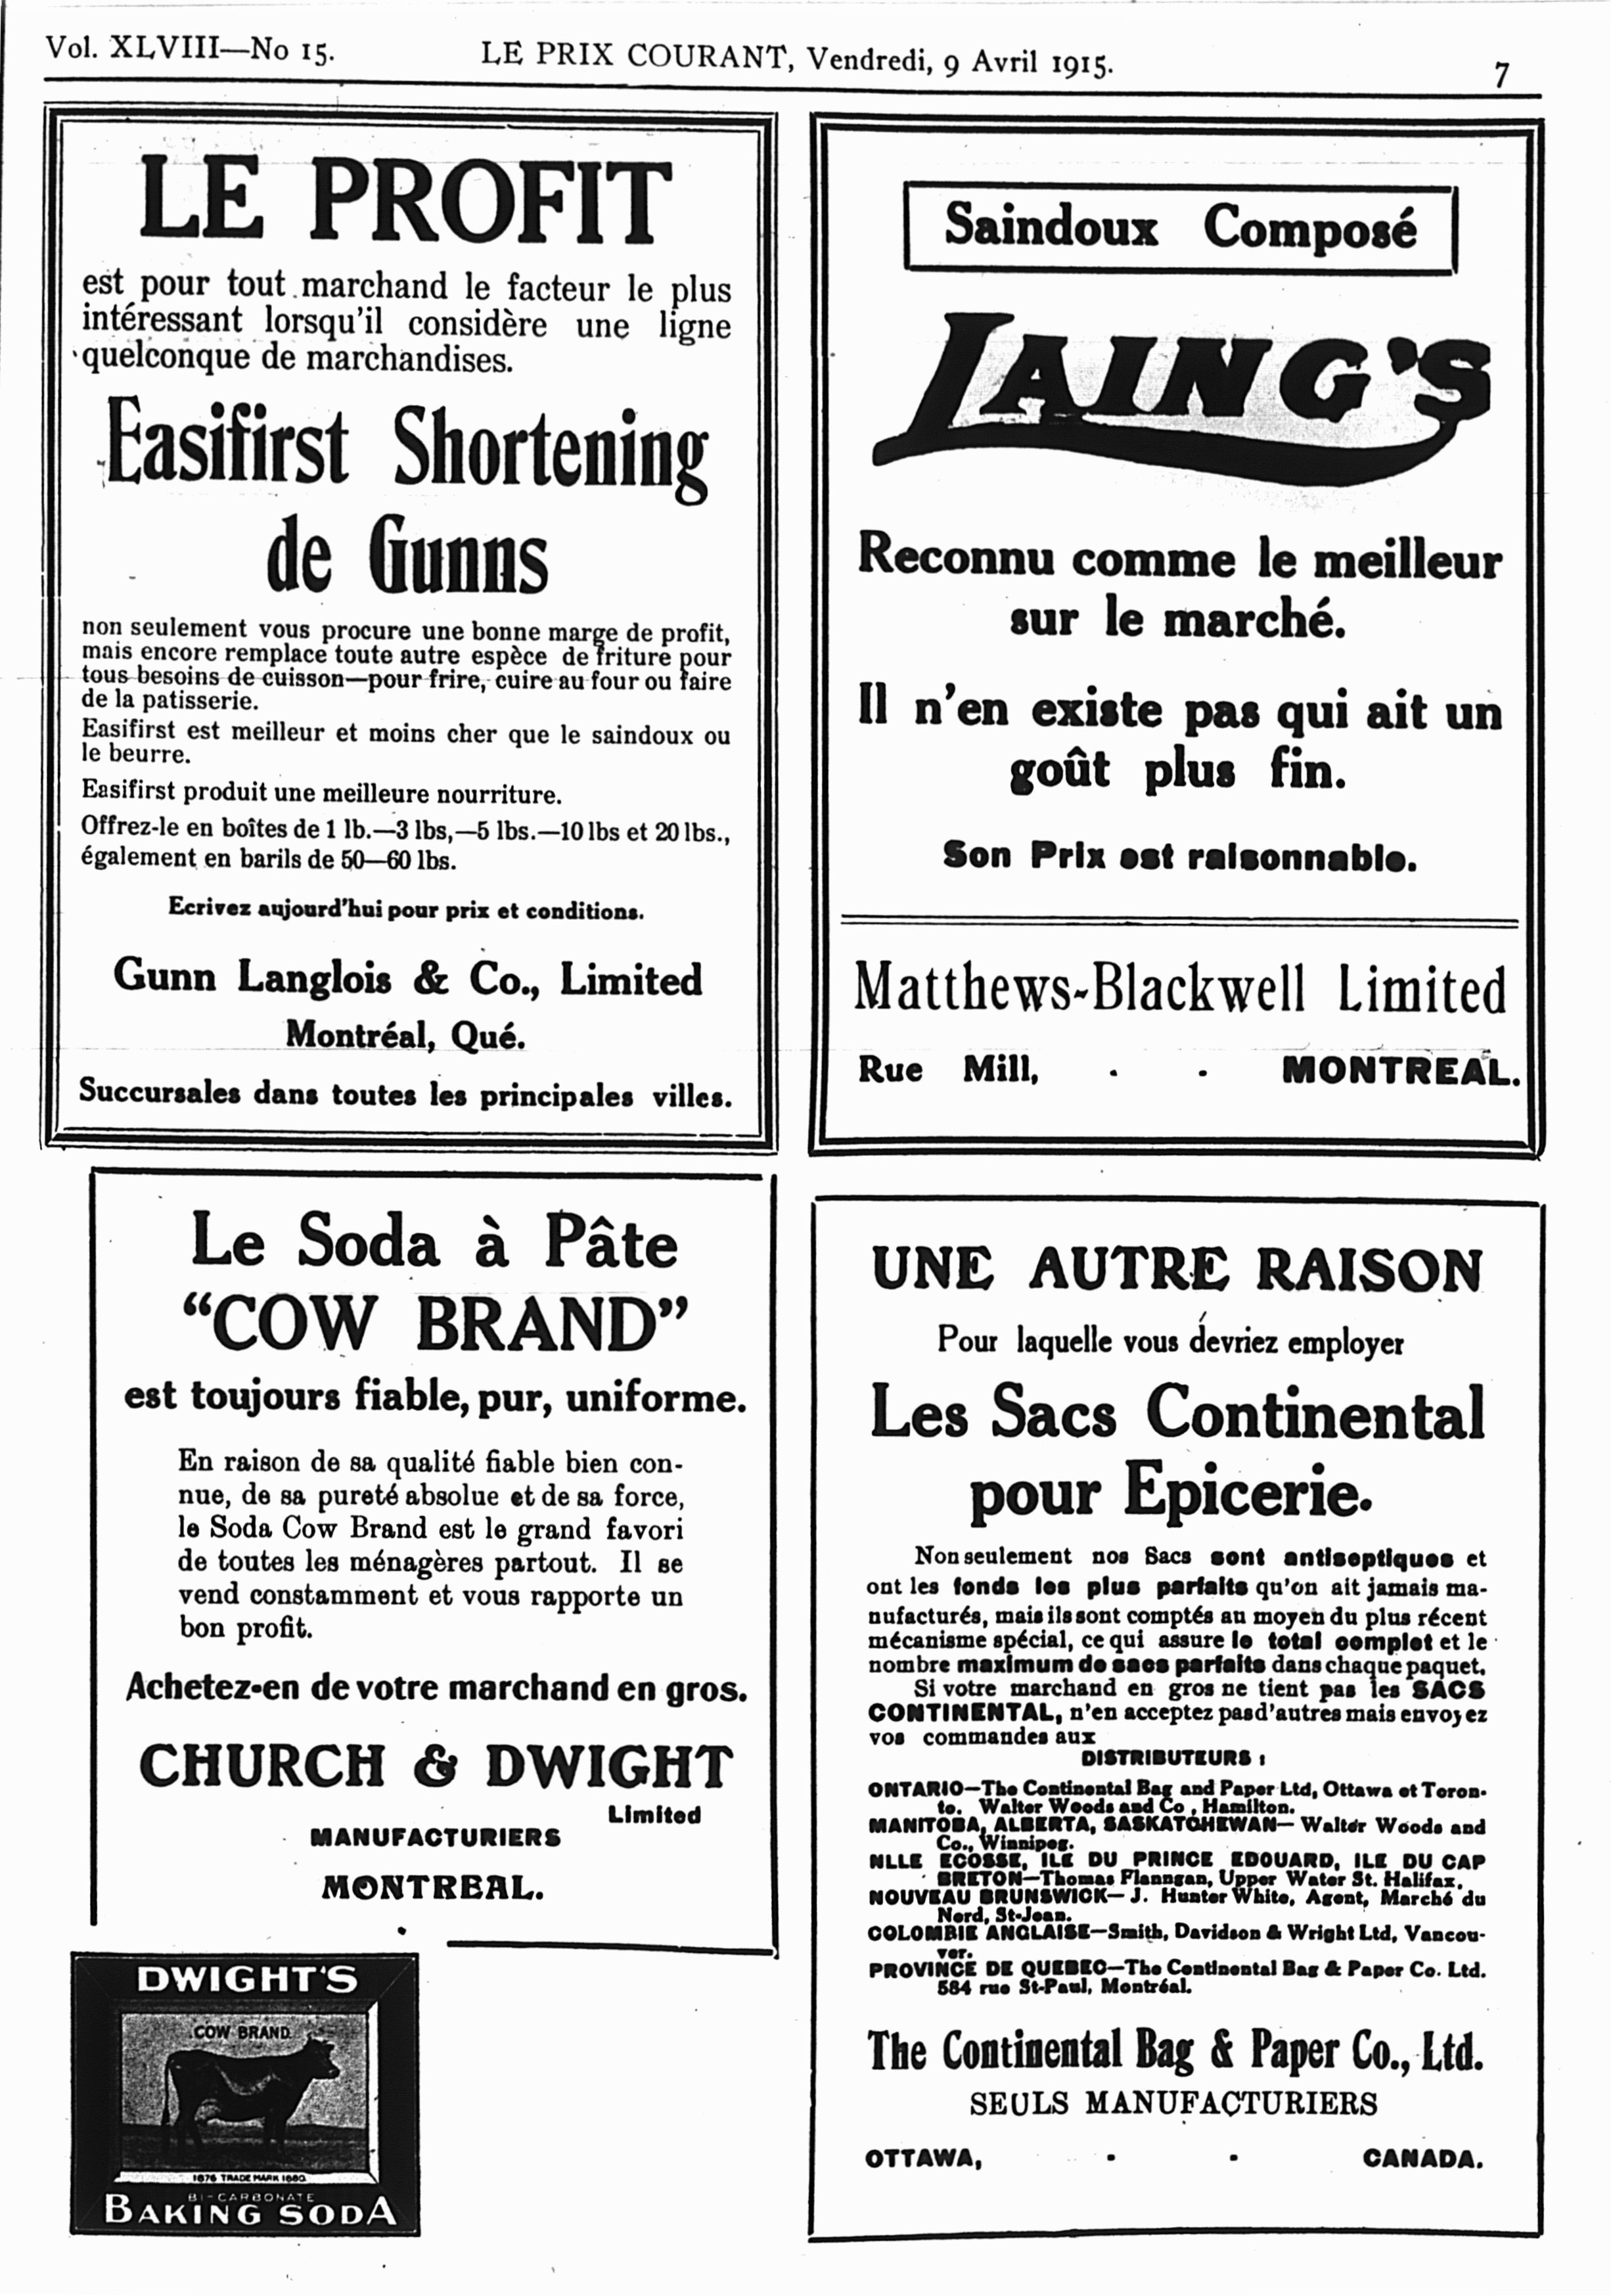 Vol. XLVIII—No 15.
LE PRIX COURANT, Vendredi, 9 Avril 1915.
7
LE PROFIT
est pour tout marchand le facteur le plus
intéressant lorsqu'il considère une ligne
quelconque de marchandises.
Easifirst Shortening
de Gunns
non seulement vous procure une bonne marge de profit,
mais encore remplace toute autre espèce de friture pour
tous besoins de cuisson—pour frire, cuire au four ou faire
de la patisserie.
Easifirst est meilleur et moins cher que le saindoux ou
le beurre.
Easifirst produit une meilleure nourriture.
Offrez-le en boîtes de 1 lb.—3 lbs,—5 lbs.—10 lbs et 20 lbs.,
également en barils de 50—60 lbs.
Ecrivez aujourd'hui pour prix et conditions.
Gunn Langlois & Co., Limited
Montréal, Qué.
Succursales dans toutes les principales villes.
Saindoux Composé
LAING'S
Reconnu comme le meilleur
sur le marché.
Il n'en existe pas qui ait un
goût plus fin.
Son Prix est raisonnable.
Matthews-Blackwell Limited
Rue Mill, - - MONTREAL.
Le Soda à Pâte
"COW BRAND"
est toujours fiable, pur, uniforme.
En raison de sa qualité fiable bien con-
nue, de sa pureté absolue et de sa force,
le Soda Cow Brand est le grand favori
de toutes les ménagères partout. Il se
vend constamment et vous rapporte un
bon profit.
Achetez-en de votre marchand en gros.
CHURCH & DWIGHT
Limited
MANUFACTURIERS
MONTREAL.
DWIGHT'S
COW BRAND
1876 TRADE MARK 1880
BI-CARBONATE
BAKING SODA
UNE AUTRE RAISON
Pour laquelle vous devriez employer
Les Sacs Continental
pour Epicerie.
Non seulement nos Sacs sont antiseptiques et
ont les fonds les plus parfaits qu'on ait jamais ma-
nufacturés, mais ils sont comptés au moyen du plus récent
mécanisme spécial, ce qui assure le total complet et le
nombre maximum de sacs parfaits dans chaque paquet.
Si votre marchand en gros ne tient pas les SACS
CONTINENTAL, n'en acceptez pas d'autres mais envoyez
vos commandes aux
DISTRIBUTEURS :
ONTARIO—The Continental Bag and Paper Ltd, Ottawa et Toron-
to. Walter Woods and Co, Hamilton.
MANITOBA, ALBERTA, SASKATCHEWAN— Walter Woods and
Co., Winnipeg.
NLLE ECOSSE, ILE DU PRINCE EDOUARD, ILE DU CAP
BRETON—Thomas Flanngan, Upper Water St. Halifax.
NOUVEAU BRUNSWICK— J. Hunter White, Agent, Marché du
Nord, St-Jean.
COLOMBIE ANGLAISE—Smith, Davidson & Wright Ltd, Vancou-
ver.
PROVINCE DE QUEBEC—The Continental Bag & Paper Co. Ltd.
584 rue St-Paul, Montréal.
The Continental Bag & Paper Co., Ltd.
SEULS MANUFACTURIERS
OTTAWA, - - CANADA.